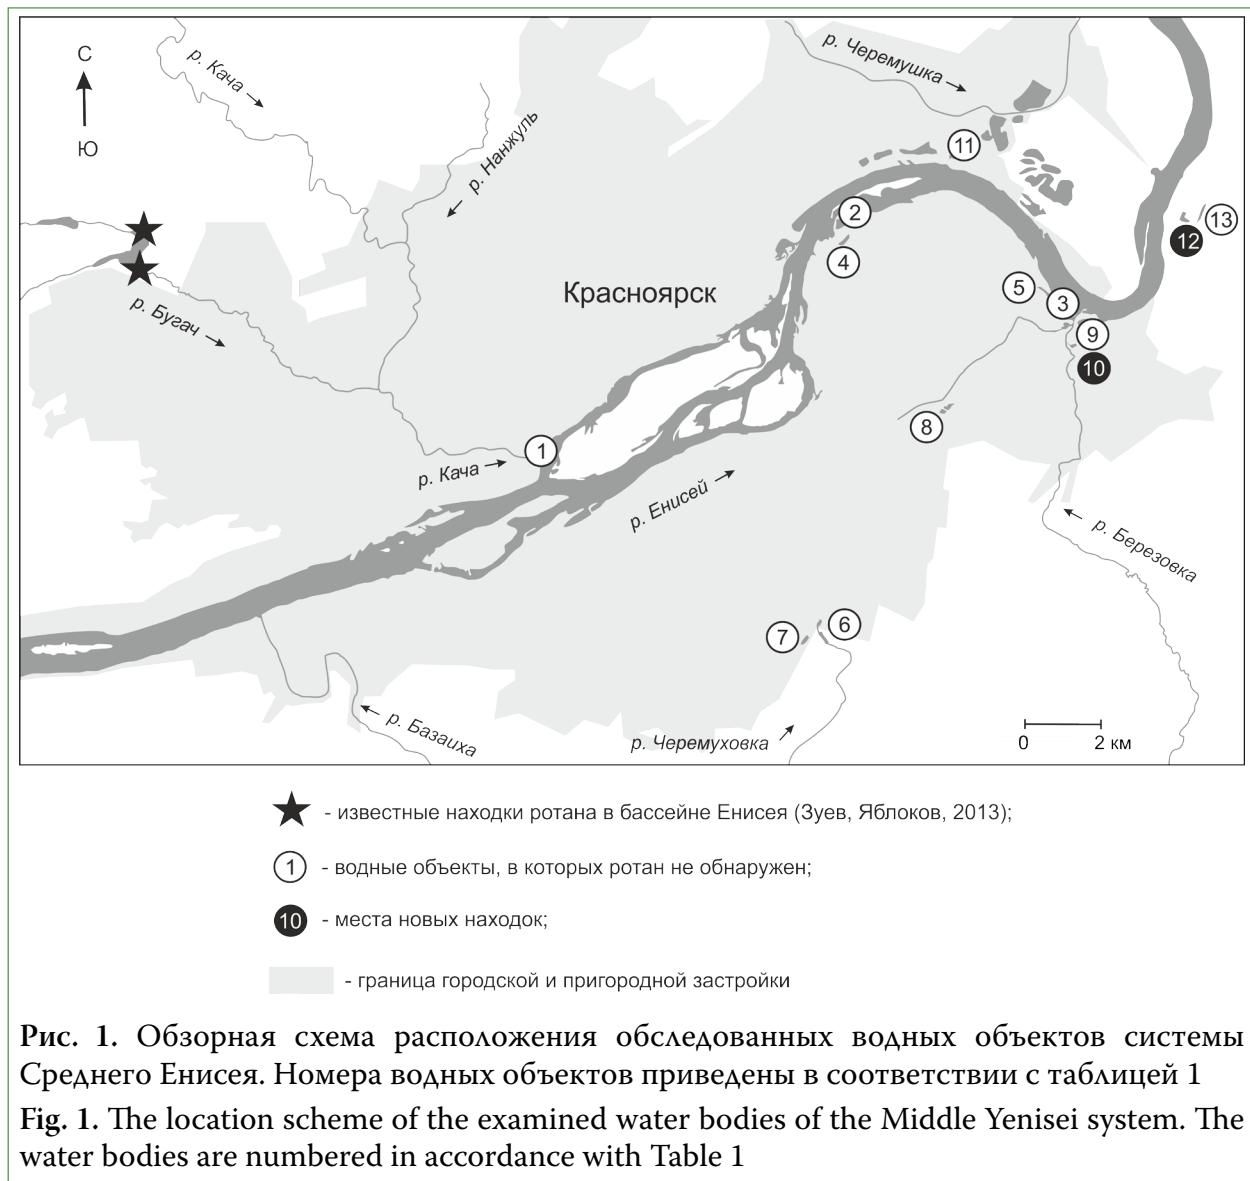 С
Ю
р. Кача
р. Нанжуль
р. Черемушка
11
2
4
13
12
5
3
9
10
Красноярск
р. Бугач
8
1
р. Кача
р. Енисей
р. Березовка
7
6
р. Базаиха
р. Черемуховка
0 2 км
- известные находки ротана в бассейне Енисея (Зуев, Яблоков, 2013);
1 - водные объекты, в которых ротан не обнаружен;
10 - места новых находок;
- граница городской и пригородной застройки
Рис. 1. Обзорная схема расположения обследованных водных объектов системы
Среднего Енисея. Номера водных объектов приведены в соответствии с таблицей 1
Fig. 1. The location scheme of the examined water bodies of the Middle Yenisei system. The
water bodies are numbered in accordance with Table 1